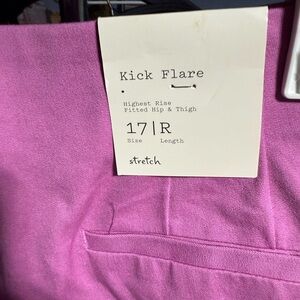 Kick Flare
Highest Rise
Fitted Hip & Thigh
17|R
Size Length
stretch